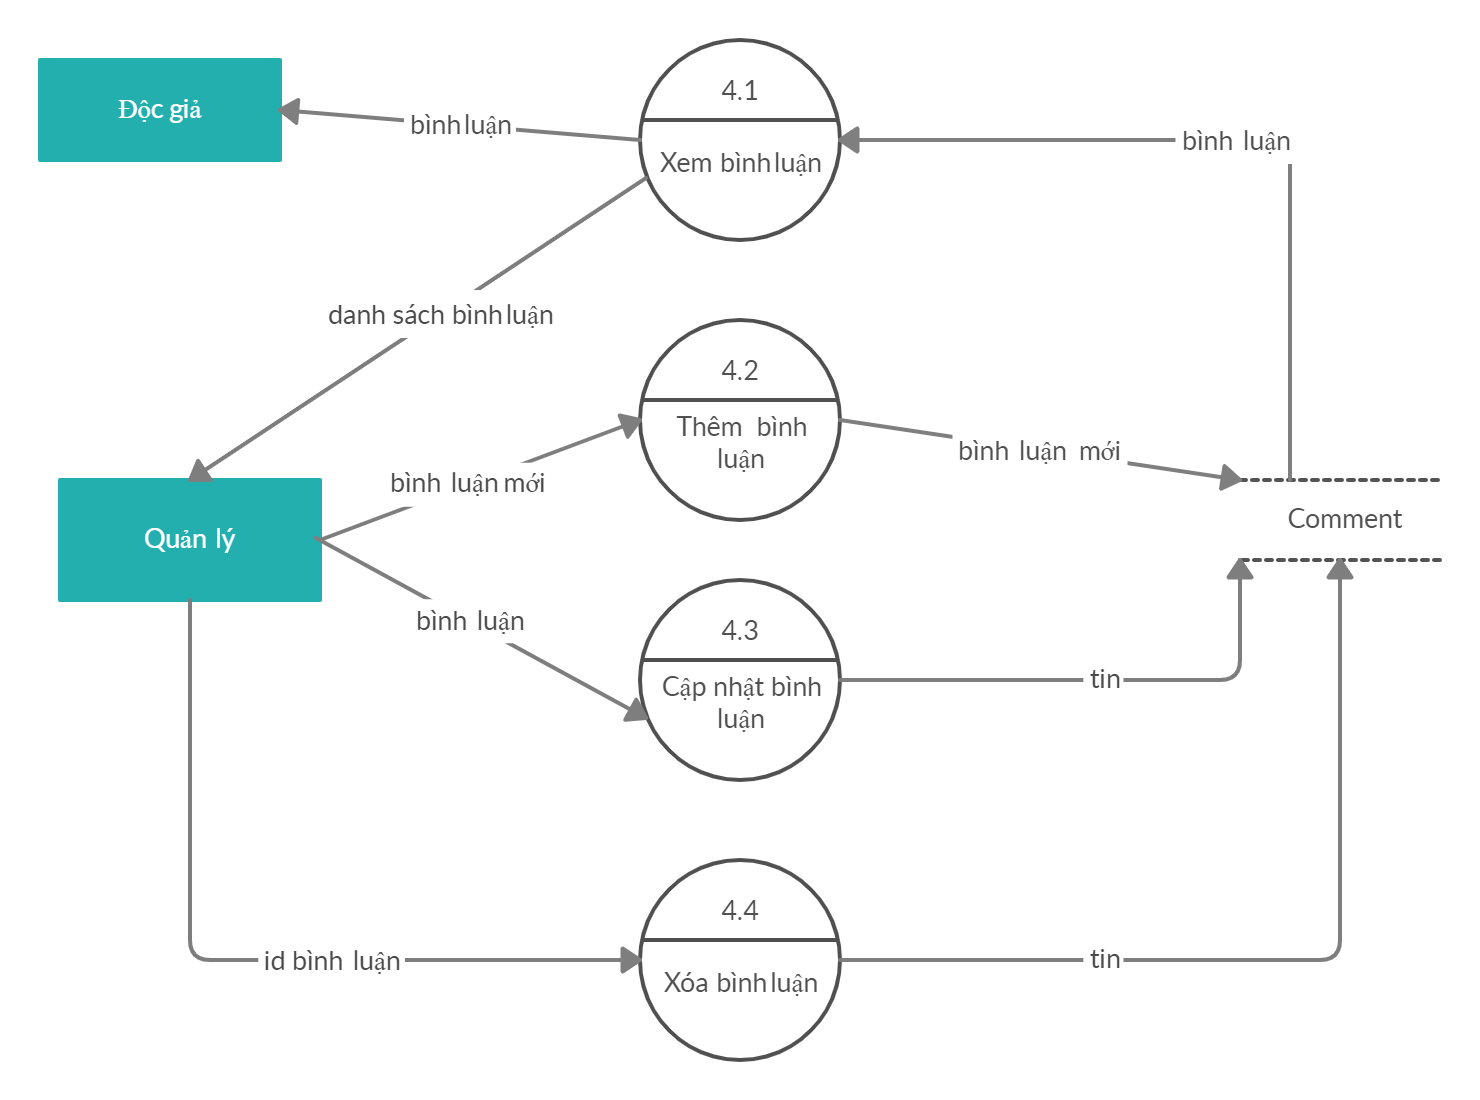 4.1
Độc giả
bình luận
bình luận
Xem bình luận
danh sách bình luận
4.2
Thêm bình
luận
bình luận mới
bình luận mới
Comment
Quản lý
bình luận
4.3
Cập nhật bình
luận
tin
4.4
id bình luận
Xóa bình luận
tin